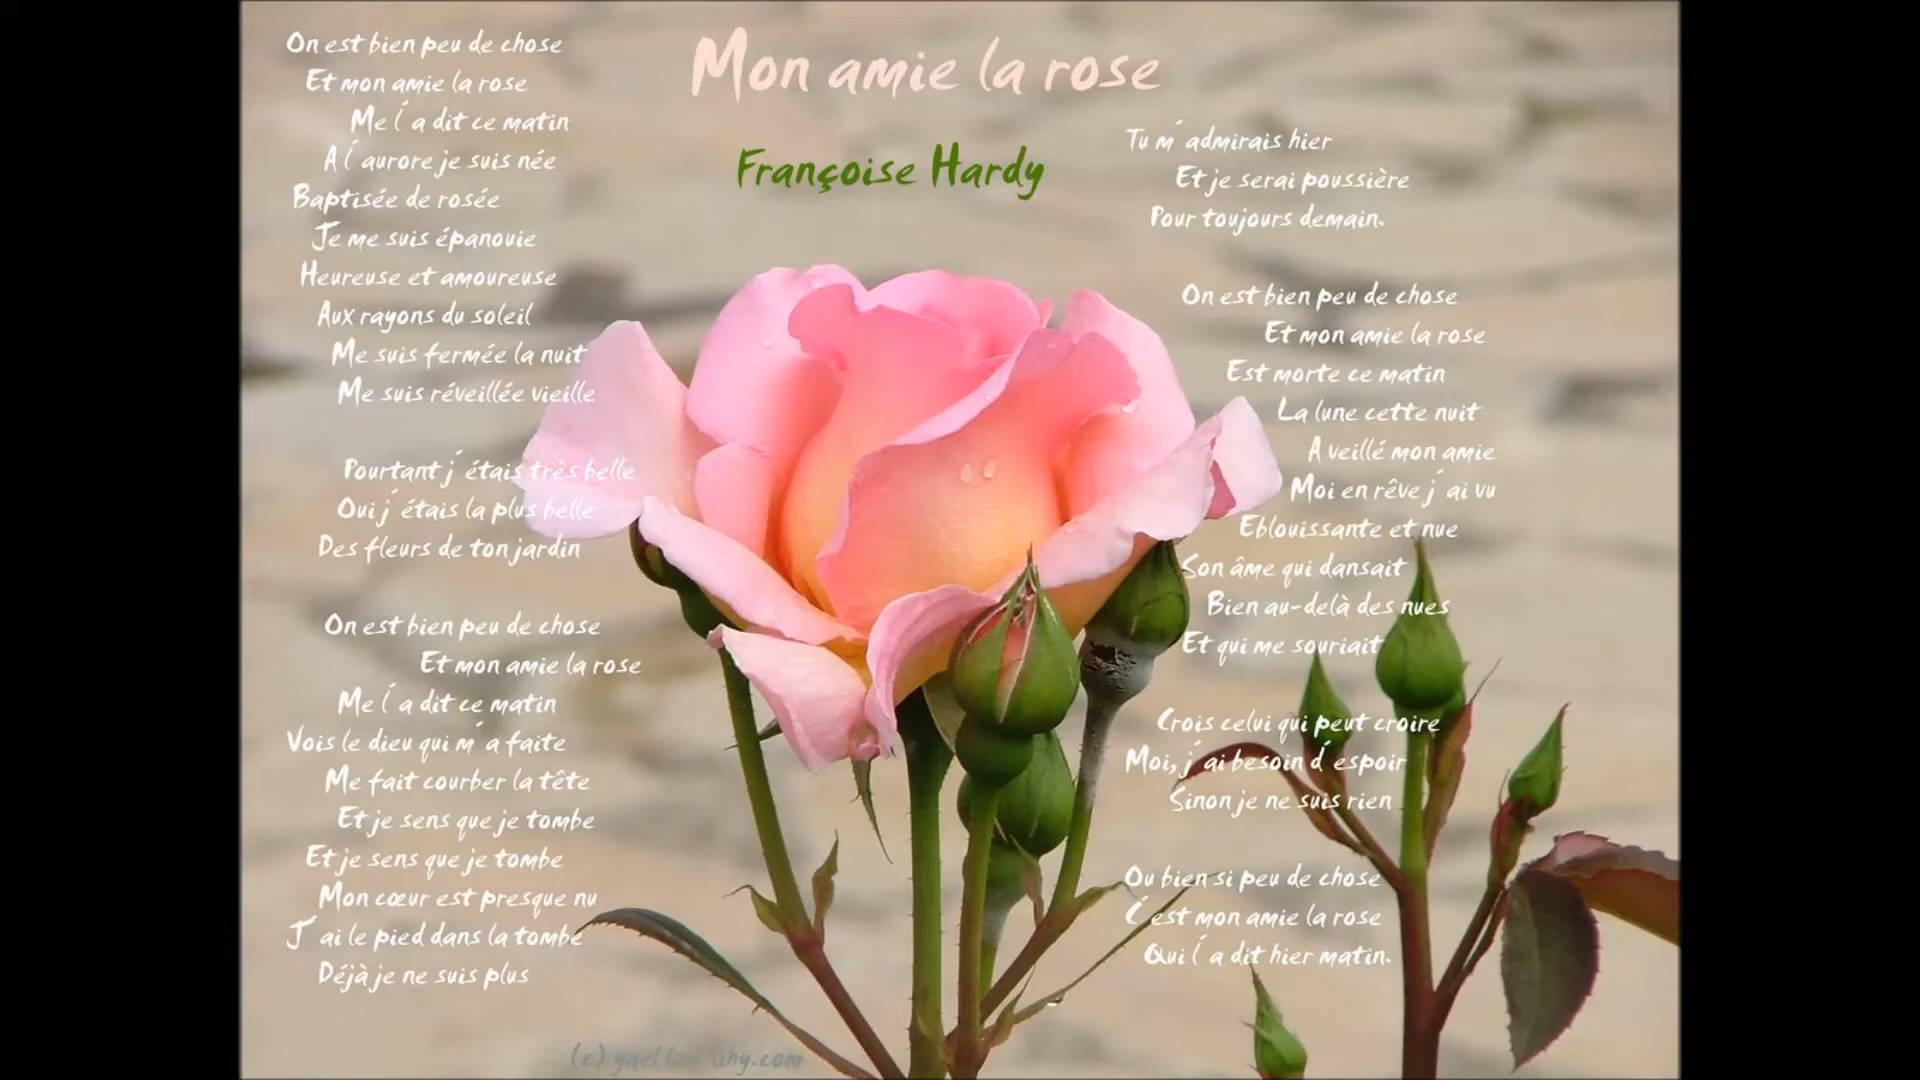 Mon amie la rose
Françoise Hardy
On est bien peu de chose
Et mon amie la rose
Me l´a dit ce matin
A l´aurore je suis née
Baptisée de rosée
Je me suis épanouie
Heureuse et amoureuse
Aux rayons du soleil
Me suis fermée la nuit
Me suis réveillée vieille
Pourtant j´étais très belle
Oui j´étais la plus belle
Des fleurs de ton jardin
On est bien peu de chose
Et mon amie la rose
Me l´a dit ce matin
Vois le dieu qui m´a faite
Me fait courber la tête
Et je sens que je tombe
Et je sens que je tombe
Mon cœur est presque nu
J´ai le pied dans la tombe
Déjà je ne suis plus
Tu m´admirais hier
Et je serai poussière
Pour toujours demain.
On est bien peu de chose
Et mon amie la rose
Est morte ce matin
La lune cette nuit
A veillé mon amie
Moi en rêve j´ai vu
Eblouissante et nue
Son âme qui dansait
Bien au-delà des nues
Et qui me souriait
Crois celui qui peut croire
Moi, j´ai besoin d´espoir
Sinon je ne suis rien
Ou bien si peu de chose
C´est mon amie la rose
Qui l´a dit hier matin.
(c)